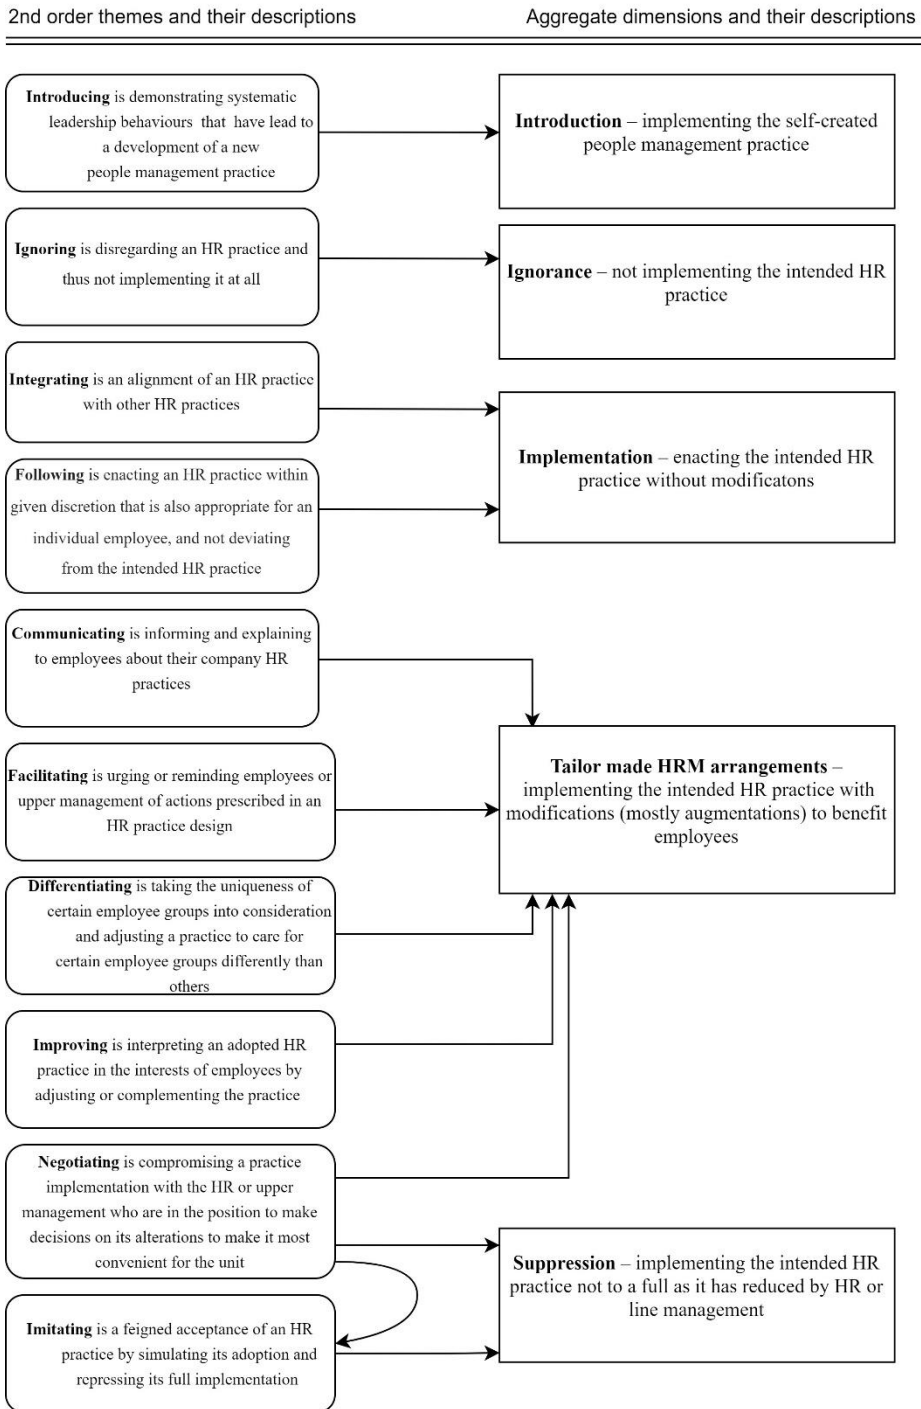 2nd order themes and their descriptions
Aggregate dimensions and their descriptions
Introducing is demonstrating systematic
leadership behaviours that have lead to
a development of a new
people management practice
Introduction – implementing the self-created
people management practice
Ignoring is disregarding an HR practice and
thus not implementing it at all
Ignorance – not implementing the intended HR
practice
Integrating is an alignment of an HR practice
with other HR practices
Following is enacting an HR practice within
given discretion that is also appropriate for an
individual employee, and not deviating
from the intended HR practice
Implementation – enacting the intended HR
practice without modificatons
Communicating is informing and explaining
to employees about their company HR
practices
Facilitating is urging or reminding employees or
upper management of actions prescribed in an
HR practice design
Tailor made HRM arrangements –
implementing the intended HR practice with
modifications (mostly augmentations) to benefit
employees
Differentiating is taking the uniqueness of
certain employee groups into consideration
and adjusting a practice to care for
certain employee groups differently than
others
Improving is interpreting an adopted HR
practice in the interests of employees by
adjusting or complementing the practice
Negotiating is compromising a practice
implementation with the HR or upper
management who are in the position to make
decisions on its alterations to make it most
convenient for the unit
Suppression – implementing the intended HR
practice not to a full as it has reduced by HR or
line management
Imitating is a feigned acceptance of an HR
practice by simulating its adoption and
repressing its full implementation